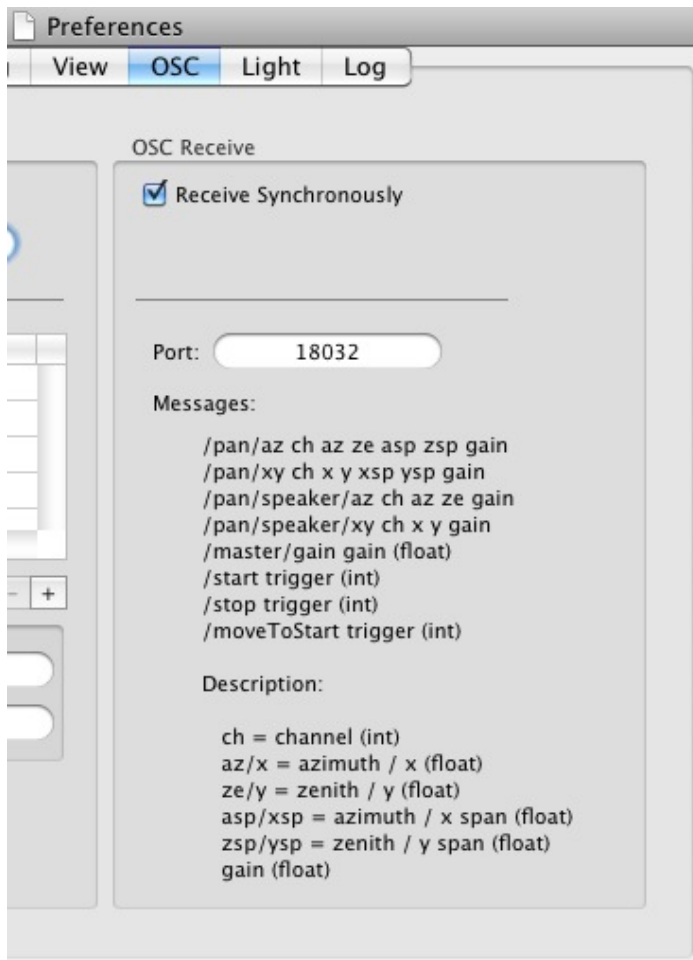 Preferences
View OSC Light Log
OSC Receive
Receive Synchronously
Port: 18032
Messages:
/pan/az ch az ze asp zsp gain
/pan/xy ch x y xsp ysp gain
/pan/speaker/az ch az ze gain
/pan/speaker/xy ch x y gain
/master/gain gain (float)
/start trigger (int)
/stop trigger (int)
/moveToStart trigger (int)
- +
Description:
ch = channel (int)
az/x = azimuth / x (float)
ze/y = zenith / y (float)
asp/xsp = azimuth / x span (float)
zsp/ysp = zenith / y span (float)
gain (float)